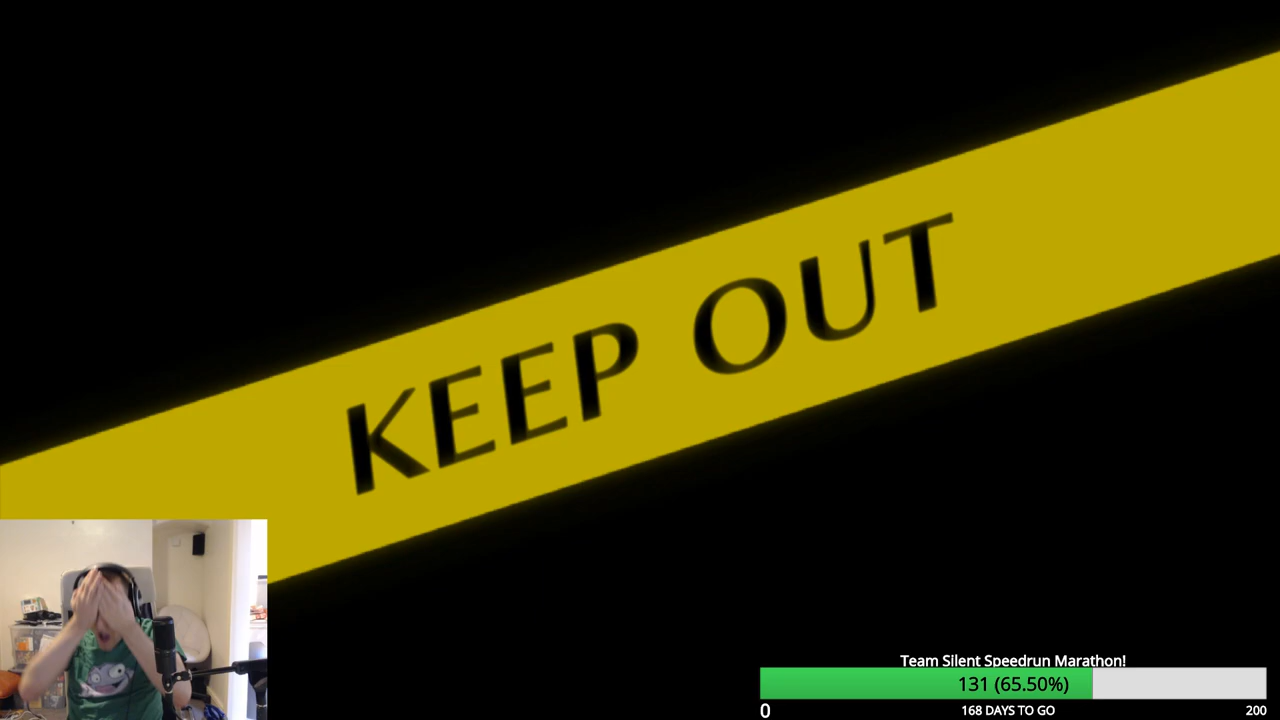 KEEP OUT
Team Silent Speedrun Marathon!
131 (65.50%)
0
168 DAYS TO GO
200